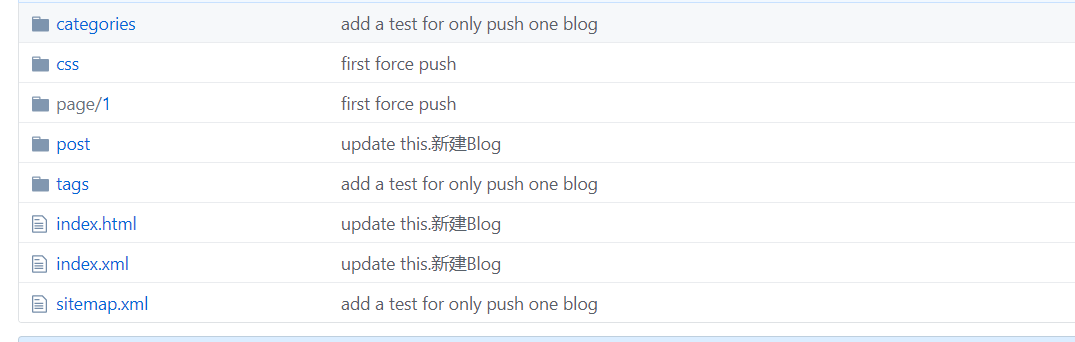 categories add a test for only push one blog
css first force push
page/1 first force push
post update this.新建Blog
tags add a test for only push one blog
index.html update this.新建Blog
index.xml update this.新建Blog
sitemap.xml add a test for only push one blog